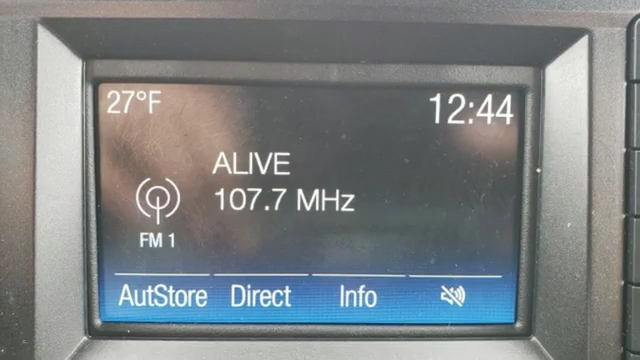 27°F 12:44
ALIVE
107.7 MHz
FM 1
AutStore Direct Info